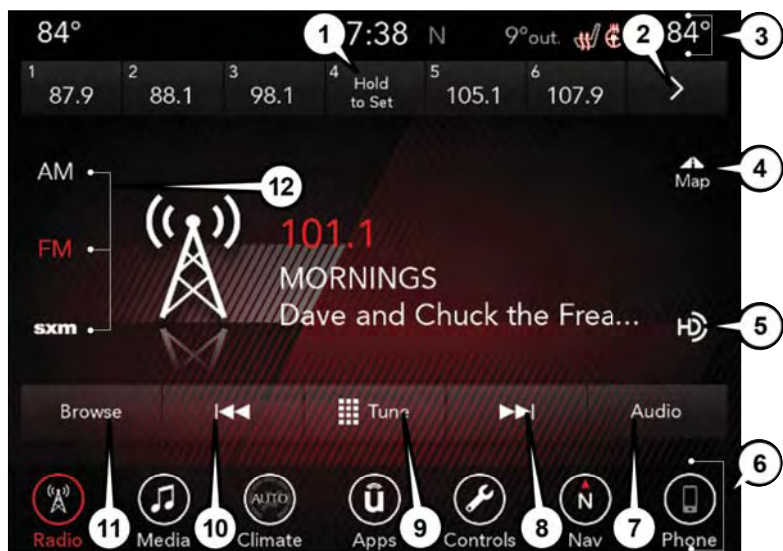 84° 1 7:38 N 9°out. 2 84° 3
1 87.9 2 88.1 3 98.1 4 Hold to Set 5 105.1 6 107.9 >
AM 12 Map 4
FM 101.1
MORNINGS
sxm Dave and Chuck the Frea... HD 5
Browse Tune Audio
6
AUTO û N
Radio 11 Media 10 Climate Apps 9 Controls 8 Nav 7 Phone